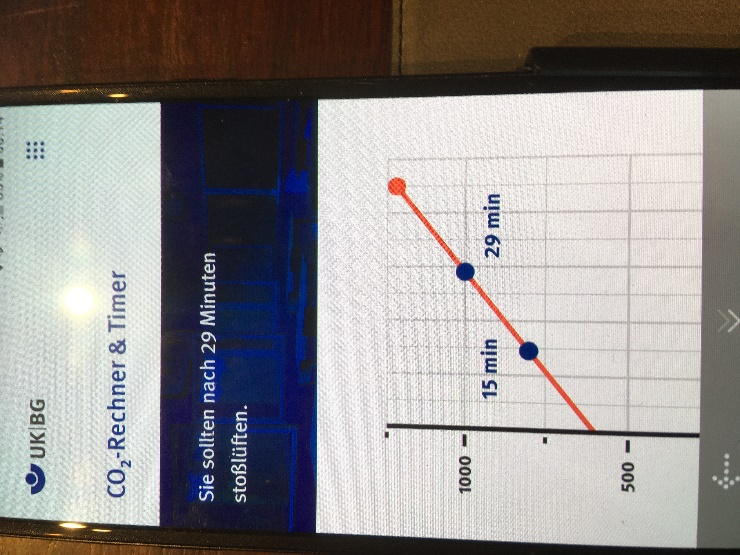 UK|BG
CO₂-Rechner & Timer
Sie sollten nach 29 Minuten
stoßlüften.
1000
500
15 min
29 min